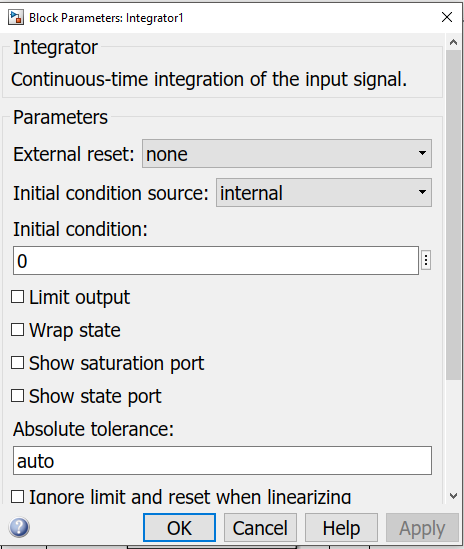 Block Parameters: Integrator1
Integrator
Continuous-time integration of the input signal.
Parameters
External reset: none
Initial condition source: internal
Initial condition:
0
Limit output
Wrap state
Show saturation port
Show state port
Absolute tolerance:
auto
Ignore limit and reset when linearizing
OK Cancel Help Apply